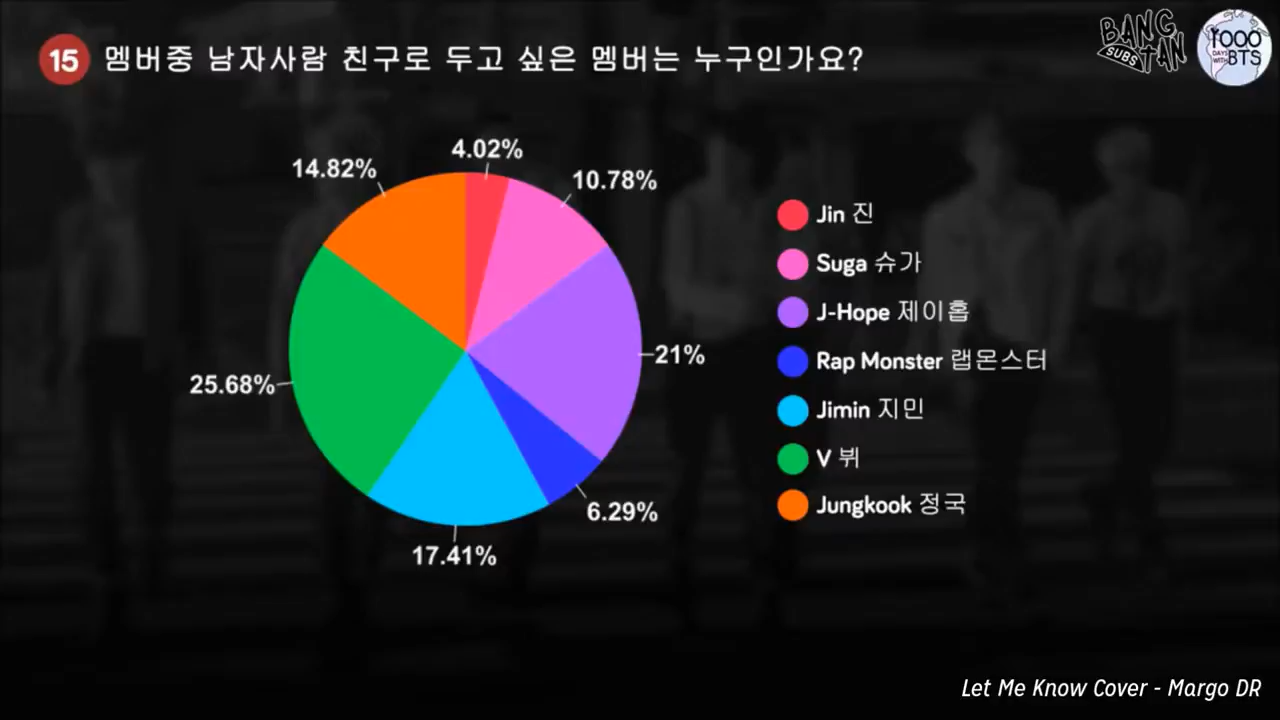 15 멤버중 남자사람 친구로 두고 싶은 멤버는 누구인가요?
BANG
TAN
SUBS
1000
DAYS
WITH BTS
4.02%
14.82%
10.78%
21%
25.68%
6.29%
17.41%
Jin 진
Suga 슈가
J-Hope 제이홉
Rap Monster 랩몬스터
Jimin 지민
V 뷔
Jungkook 정국
Let Me Know Cover - Margo DR